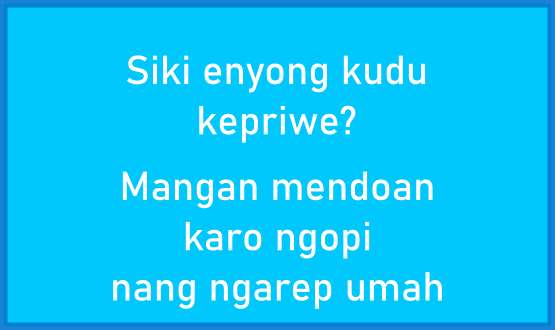 Siki enyong kudu
kepriwe?
Mangan mendoan
karo ngopi
nang ngarep umah